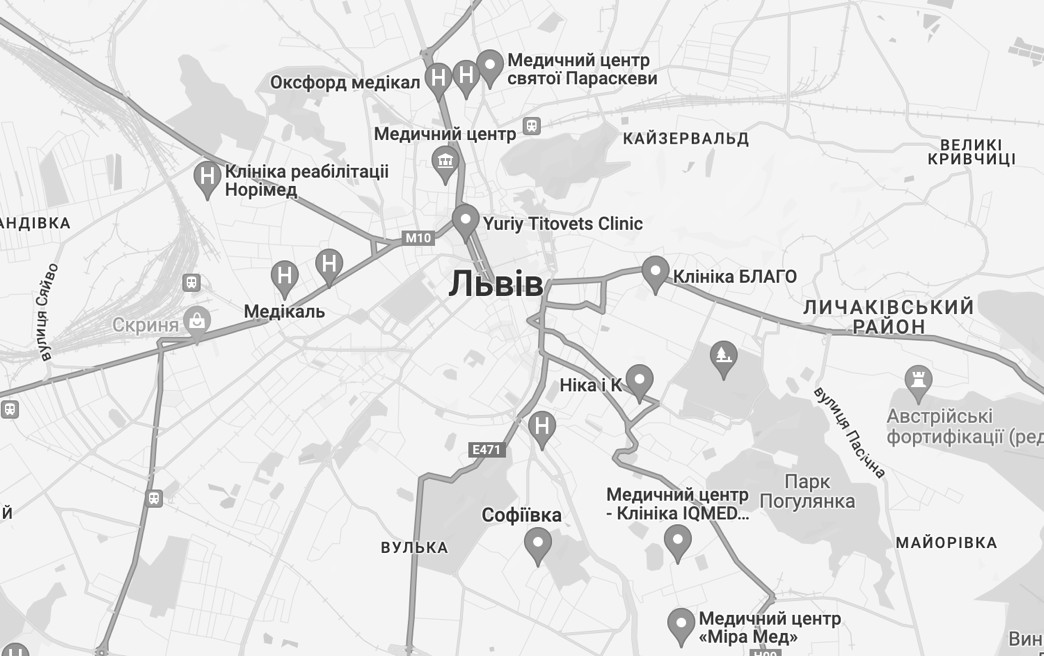 Медичний центр
святої Параскеви
Оксфорд медікал
H
H
Медичний центр
КАЙЗЕРВАЛЬД
ВЕЛИКІ
КРИВЧИЦІ
H
Клініка реабілітації
Норімед
АНДІВКА
Yuriy Titovets Clinic
M10
H
H
Львів
Клініка БЛАГО
Медікаль
ЛИЧАКІВСЬКИЙ
РАЙОН
вулиця Сяйво
Скриня
Ніка і К
вулиця Пасічна
Австрійські
фортифікації (ред
H
E471
Парк
Погулянка
Медичний центр
- Клініка IQMED...
Й
Софіївка
ВУЛЬКА
МАЙОРІВКА
Медичний центр
«Міра Мед»
Вин
H